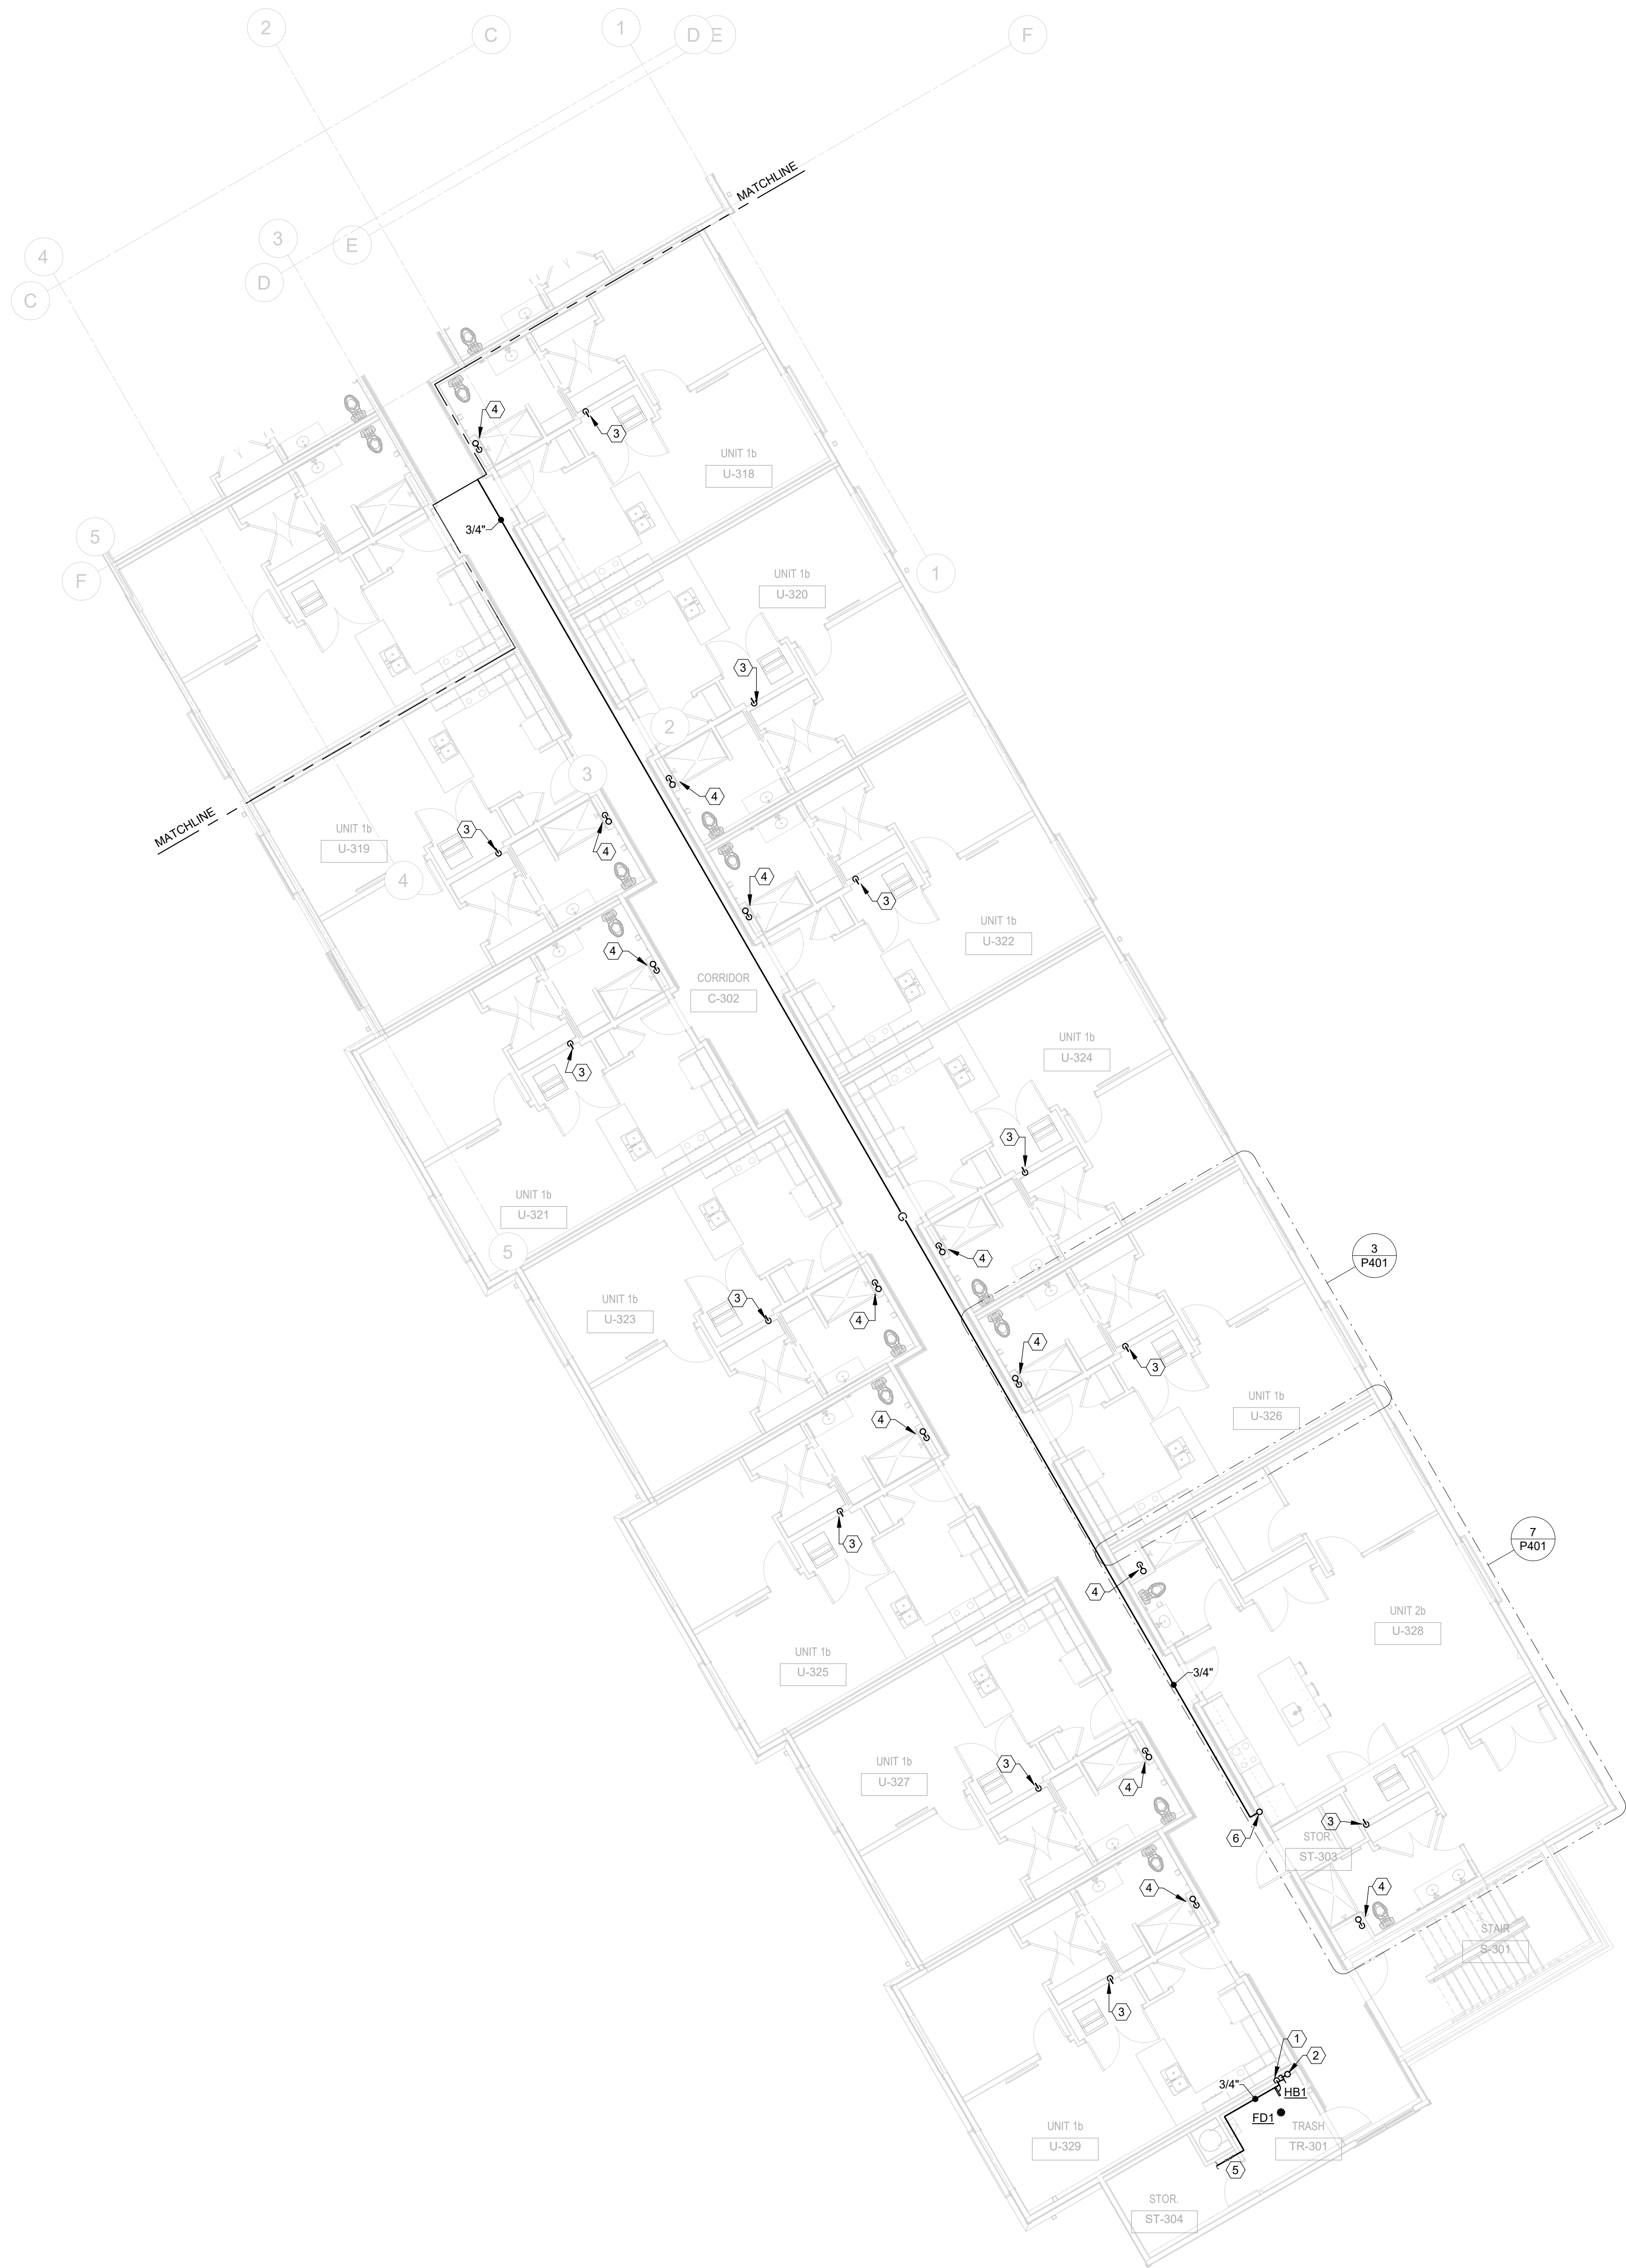 2
C
1
D
E
F
MATCHLINE
3
E
4
D
C
4
3
UNIT 1b
U-318
3/4"
5
1
F
UNIT 1b
U-320
3
2
3
4
MATCHLINE
UNIT 1b
U-319
3
4
4
4
3
UNIT 1b
U-322
4
CORRIDOR
C-302
3
UNIT 1b
U-324
3
UNIT 1b
U-321
5
4
3
P401
UNIT 1b
U-323
3
4
4
3
UNIT 1b
U-326
4
3
7
P401
4
UNIT 2b
U-328
UNIT 1b
U-325
3/4"
UNIT 1b
U-327
3
4
6
3
STOR.
ST-303
4
4
STAIR
S-301
3
1
2
3/4"
HB1
FD1
UNIT 1b
U-329
TRASH
TR-301
5
STOR.
ST-304